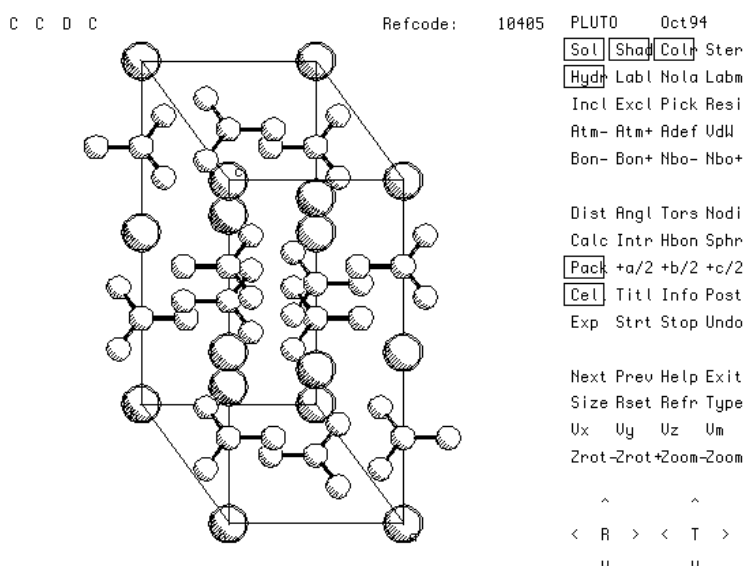 C C D C Refcode: 10405 PLUTO Oct94
Sol Shad Colr Ster
Hydr Labl Nola Labm
Incl Excl Pick Resi
Atm- Atm+ Adef VdW
Bon- Bon+ Nbo- Nbo+
Dist Angl Tors Nodi
Calc Intr Hbon Sphr
Pack +a/2 +b/2 +c/2
Cel. Titl Info Post
Exp Strt Stop Undo
Next Prev Help Exit
Size Rset Refr Type
Vx Vy Vz Vm
Zrot-Zrot+Zoom-Zoom
^ ^
< R > < T >